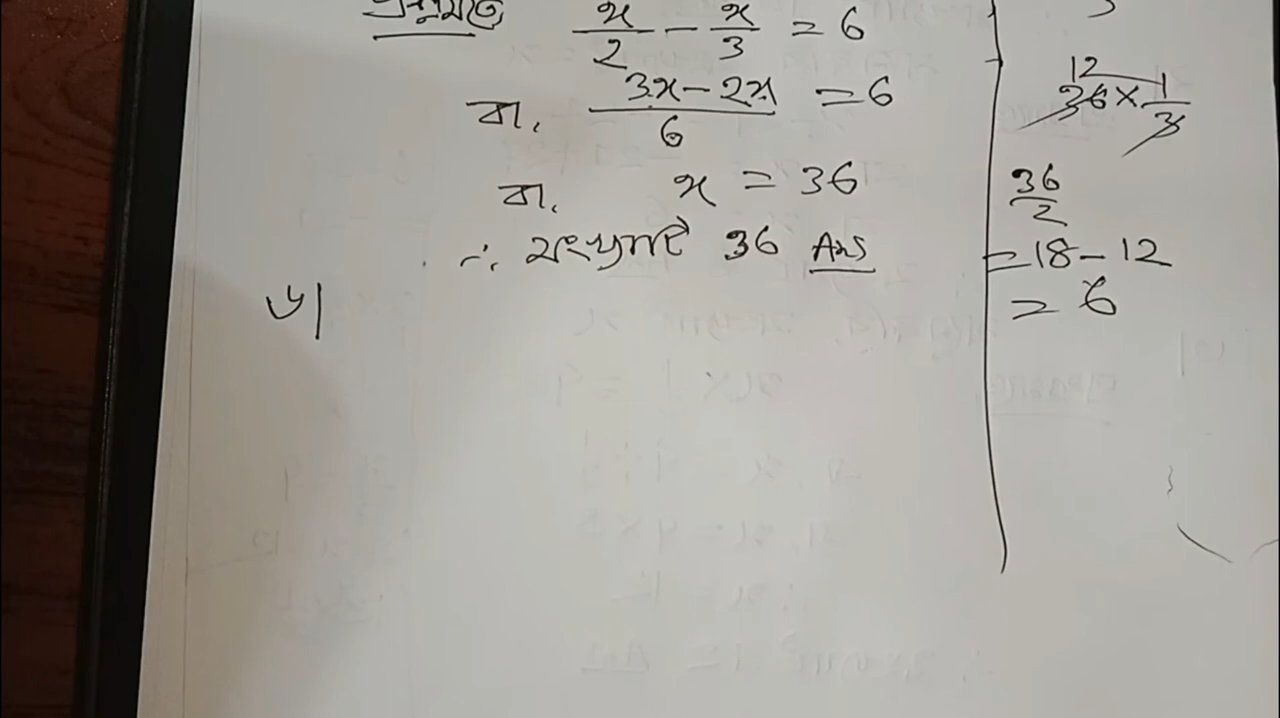 প্রশ্নমতে x/2 - x/3 = 6
বা, (3x - 2x)/6 = 6
বা, x = 36
∴ সংখ্যাটি 36 Ans
৬।
12
36 × 1/3
36/2
= 18 - 12
= 6